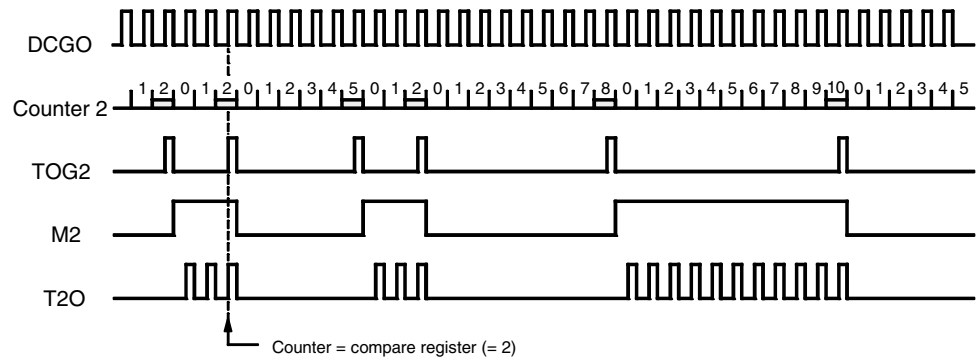 DCGO
Counter 2
1 2 0 1 2 0 1 2 3 4 5 0 1 2 0 1 2 3 4 5 6 7 8 0 1 2 3 4 5 6 7 8 9 10 0 1 2 3 4 5
TOG2
M2
T2O
Counter = compare register (= 2)